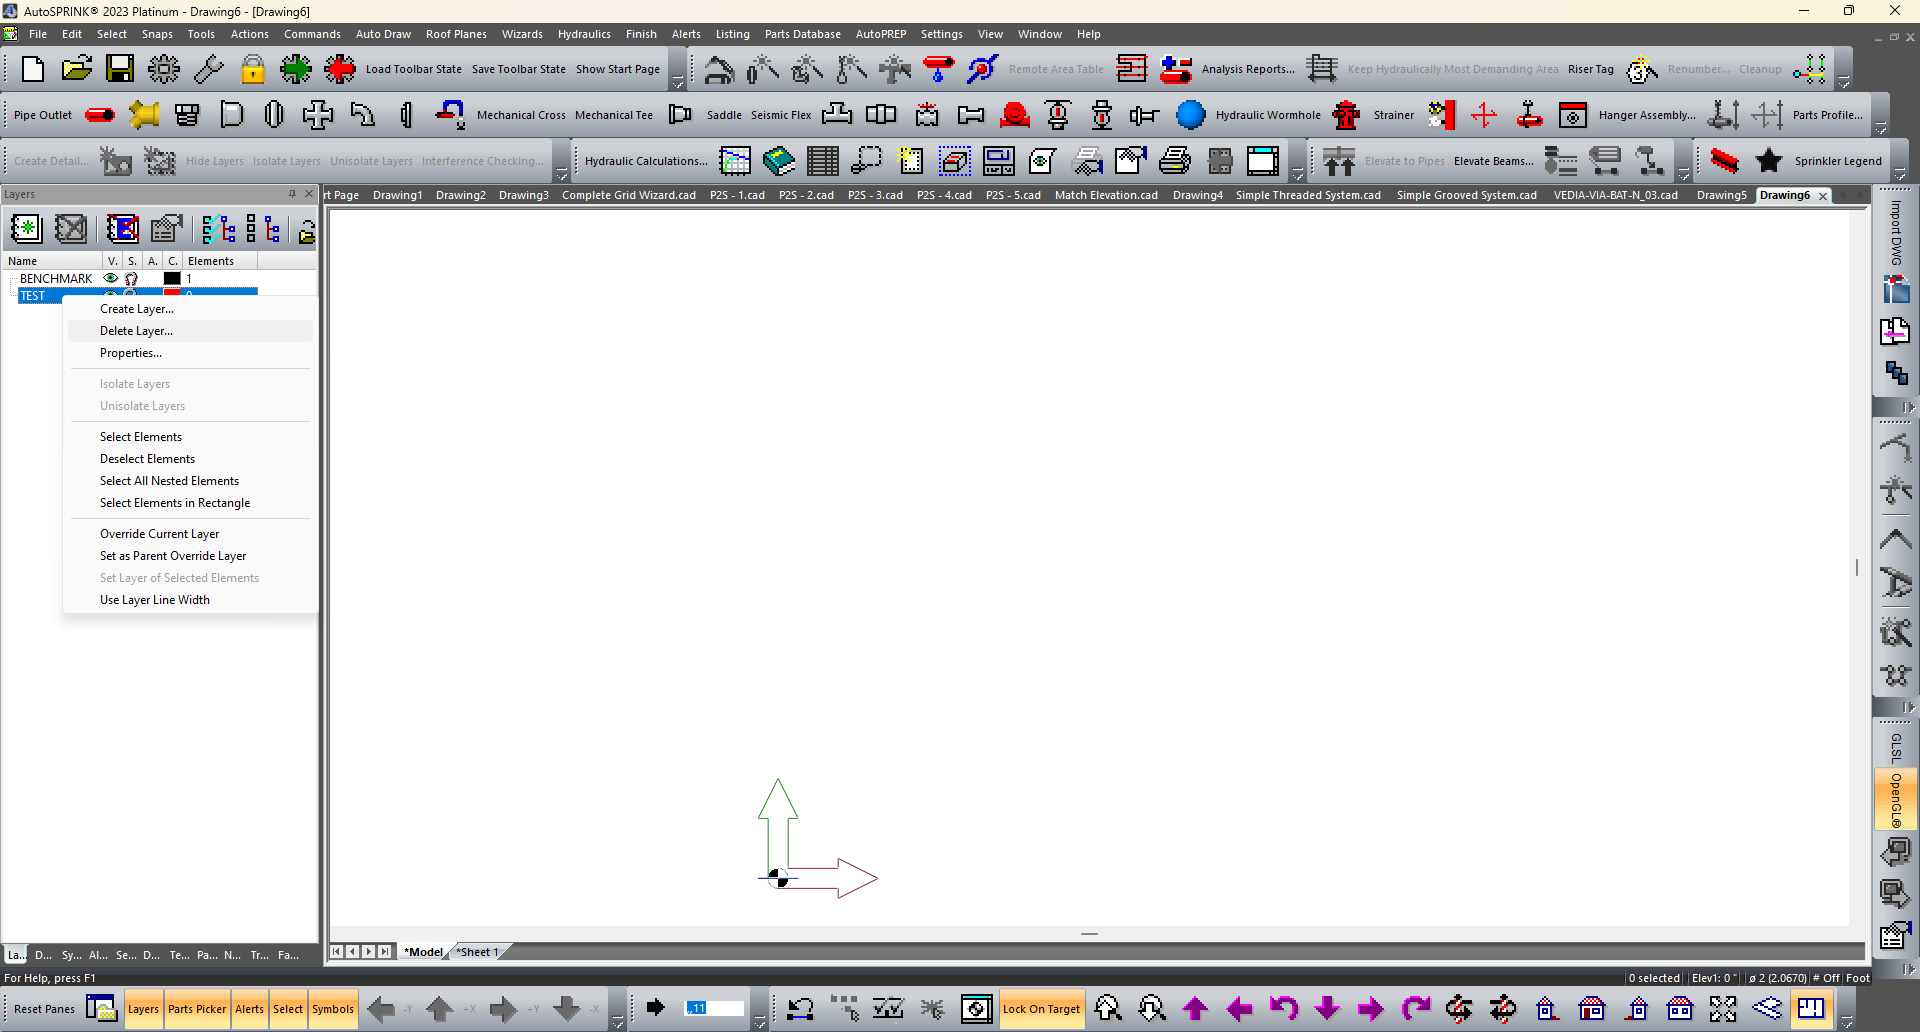 AutoSPRINK® 2023 Platinum - Drawing6 - [Drawing6]
File Edit Select Snaps Tools Actions Commands Auto Draw Roof Planes Wizards Hydraulics Finish Alerts Listing Parts Database AutoPREP Settings View Window Help
Load Toolbar State Save Toolbar State Show Start Page Remote Area Table Analysis Reports... Keep Hydraulically Most Demanding Area Riser Tag Renumber... Cleanup
Pipe Outlet Mechanical Cross Mechanical Tee Saddle Seismic Flex Hydraulic Wormhole Strainer Hanger Assembly... Parts Profile...
Create Detail... Hide Layers Isolate Layers Unisolate Layers Interference Checking... Hydraulic Calculations... Elevate to Pipes Elevate Beams... Sprinkler Legend
Layers
rt Page Drawing1 Drawing2 Drawing3 Complete Grid Wizard.cad P2S - 1.cad P2S - 2.cad P2S - 3.cad P2S - 4.cad P2S - 5.cad Match Elevation.cad Drawing4 Simple Threaded System.cad Simple Grooved System.cad VEDIA-VIA-BAT-N_03.cad Drawing5 Drawing6
Import DWG
Name V. S. A. C. Elements
BENCHMARK 1
TEST 0
Create Layer...
Delete Layer...
Properties...
Isolate Layers
Unisolate Layers
Select Elements
Deselect Elements
Select All Nested Elements
Select Elements in Rectangle
Override Current Layer
Set as Parent Override Layer
Set Layer of Selected Elements
Use Layer Line Width
GLSL
OpenGL®
La... D... Sy... Al... Se... D... Te... Pa... N... Tr... Fa...
*Model *Sheet 1
For Help, press F1
0 selected Elev1: 0 " ø 2 (2.0670) # Off Foot
Reset Panes Layers Parts Picker Alerts Select Symbols -Y +X +Y -X ,,11 Lock On Target